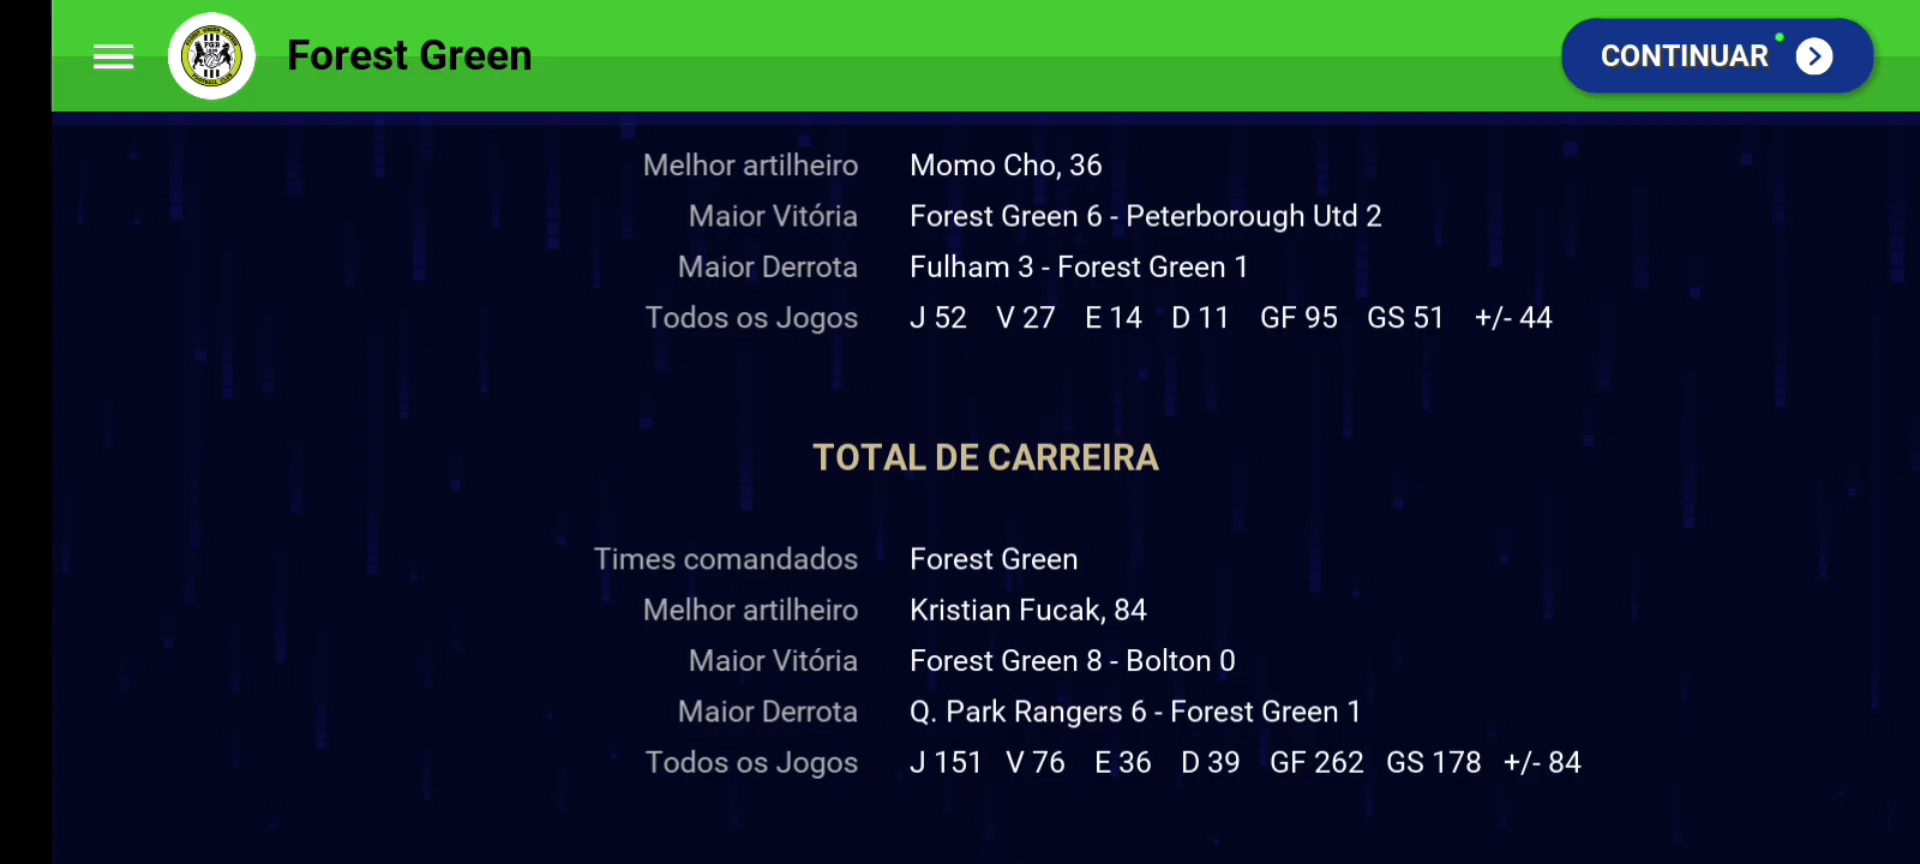 Forest Green
CONTINUAR
Melhor artilheiro Momo Cho, 36
Maior Vitória Forest Green 6 - Peterborough Utd 2
Maior Derrota Fulham 3 - Forest Green 1
Todos os Jogos J 52 V 27 E 14 D 11 GF 95 GS 51 +/- 44
TOTAL DE CARREIRA
Times comandados Forest Green
Melhor artilheiro Kristian Fucak, 84
Maior Vitória Forest Green 8 - Bolton 0
Maior Derrota Q. Park Rangers 6 - Forest Green 1
Todos os Jogos J 151 V 76 E 36 D 39 GF 262 GS 178 +/- 84